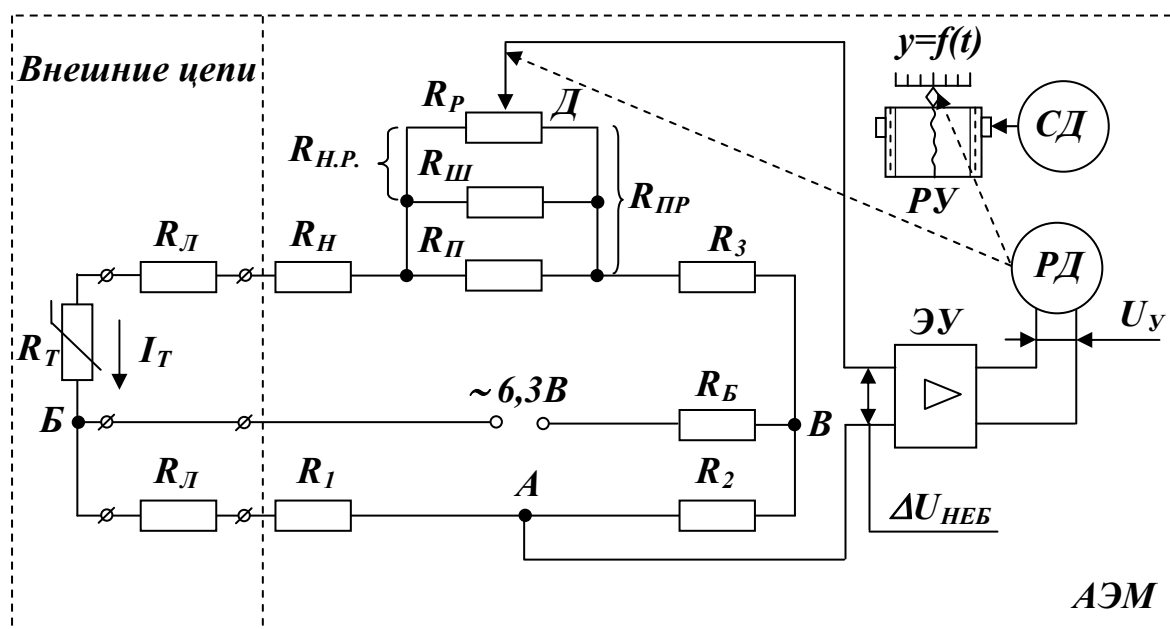 Внешние цепи
y=f(t)
R_Р
Д
СД
R_Н.Р.
R_Ш
R_ПР
РУ
R_Л
R_Н
R_П
R_3
РД
R_Т
I_Т
ЭУ
U_У
Б
~6,3В
R_Б
В
R_Л
R_1
А
R_2
ΔU_НЕБ
АЭМ